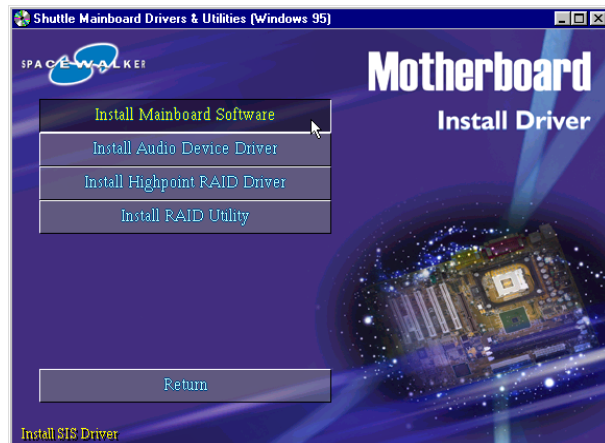 Shuttle Mainboard Drivers & Utilities (Windows 95)
SPACEWALKER
Motherboard
Install Driver
Install Mainboard Software
Install Audio Device Driver
Install Highpoint RAID Driver
Install RAID Utility
Return
Install SIS Driver